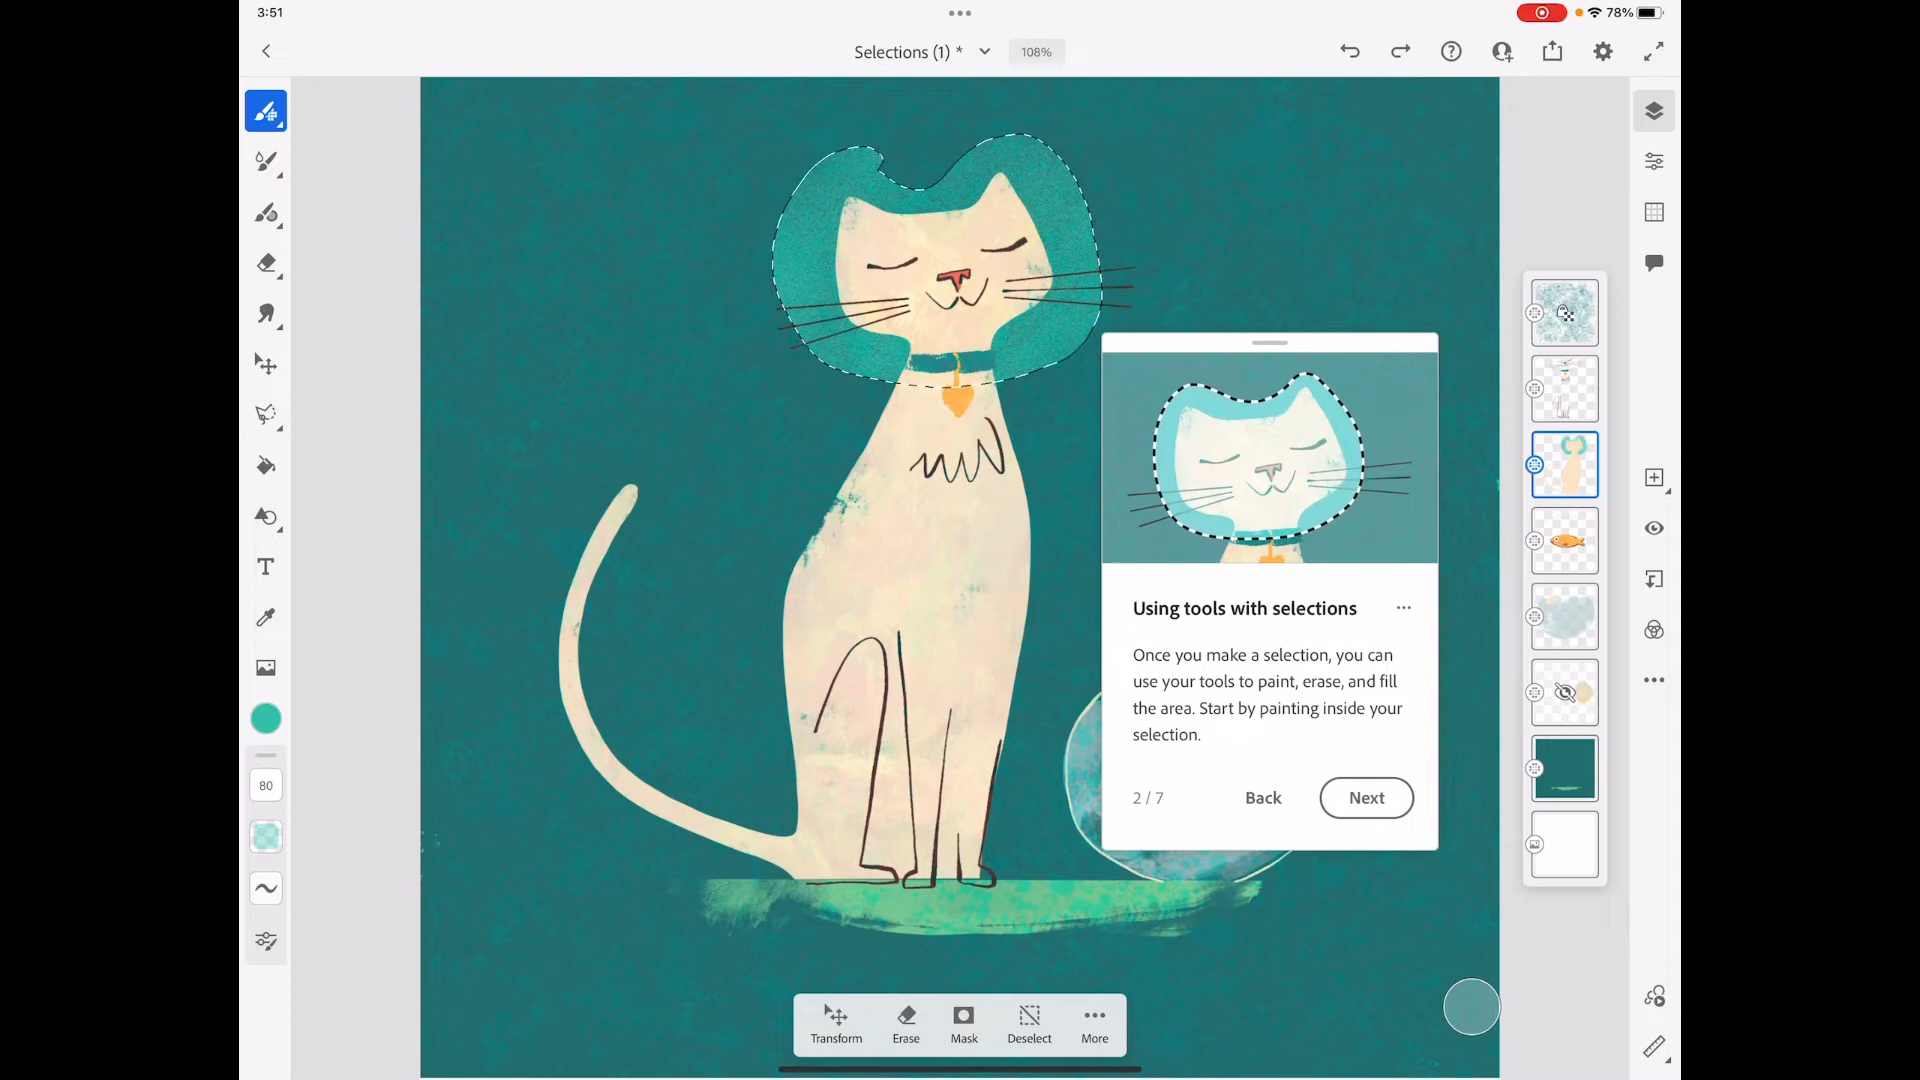 3:51
78%
Selections (1) *
108%
Using tools with selections
Once you make a selection, you can
use your tools to paint, erase, and fill
the area. Start by painting inside your
selection.
2 / 7
Back
Next
80
Transform
Erase
Mask
Deselect
More